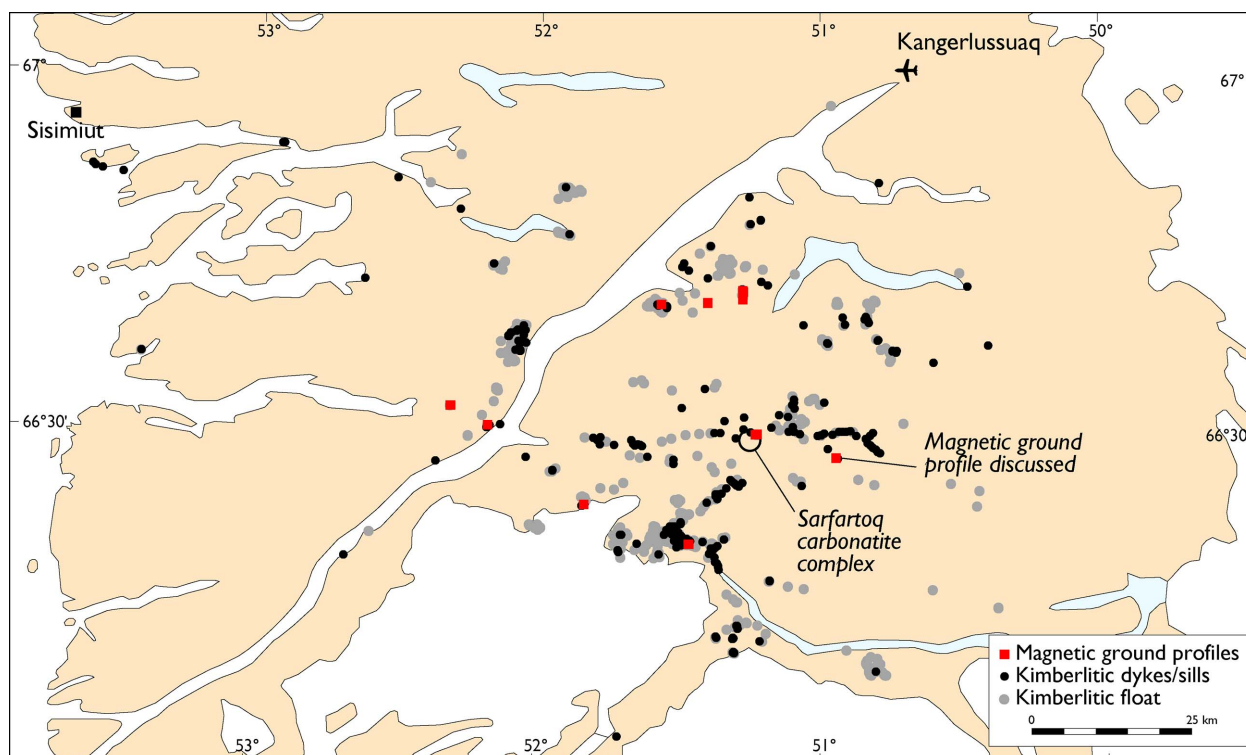 53°
52°
51°
50°
Kangerlussuaq
67°
67°
Sisimiut
66°30'
66°30'
Magnetic ground
profile discussed
Sarfartoq
carbonatite
complex
Magnetic ground profiles
Kimberlitic dykes/sills
Kimberlitic float
0
25 km
53°
52°
51°